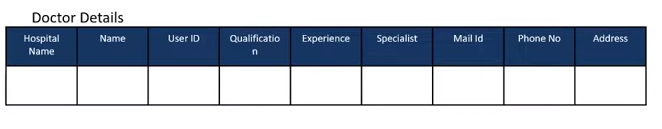 Doctor Details
Hospital Name Name User ID Qualificatio n Experience Specialist Mail Id Phone No Address